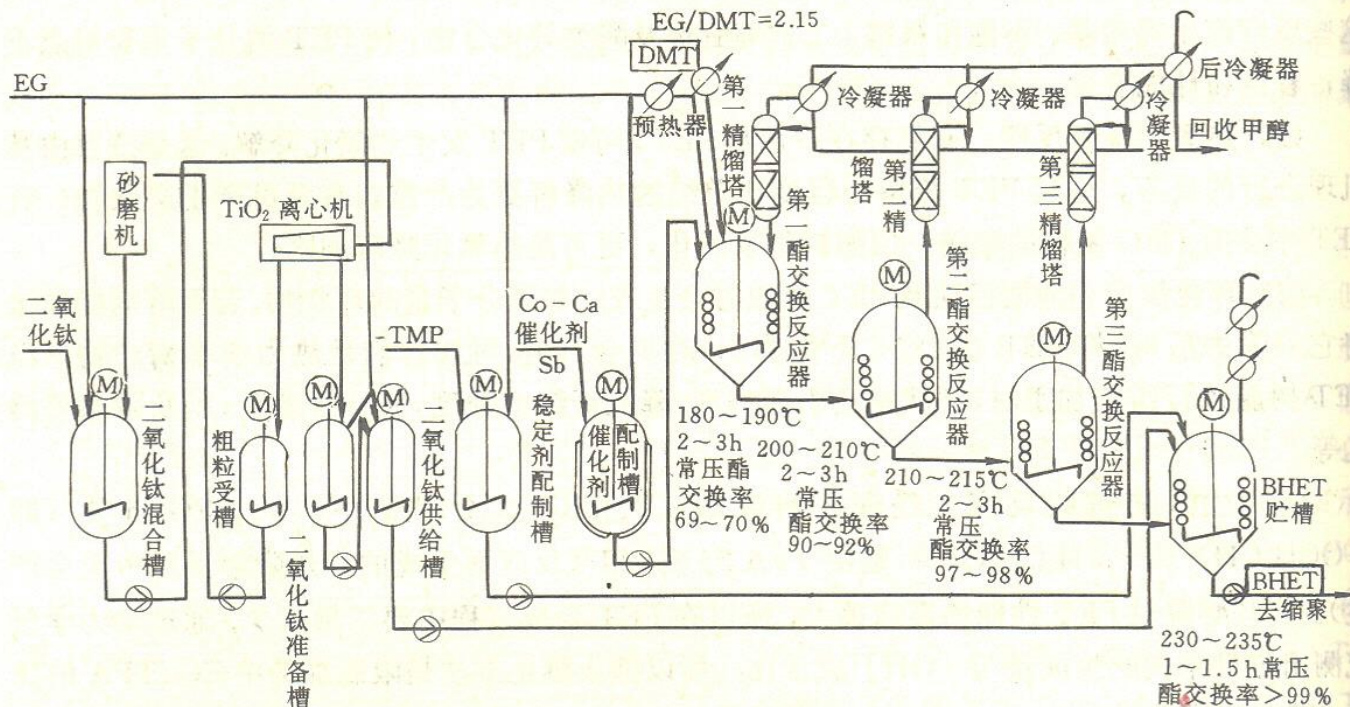 EG/DMT=2.15
DMT
EG
预热器
第一精馏塔
冷凝器
冷凝器
冷凝器
后冷凝器
回收甲醇
第
馏塔
第二精
第三精馏塔
砂磨机
TiO₂ 离心机
二氧
化钛
TMP
Co-Ca
催化剂
Sb
M
M
M
M
M
M
M
M
M
M
二氧化钛混合槽
粗粒受槽
二氧化钛准备槽
二氧化钛供给槽
稳定剂配制槽
催化剂
配制槽
酯交换反应器
第二酯交换反应器
第三酯交换反应器
180~190℃
2~3h
常压酯
交换率
69~70%
200~210℃
2~3h
常压
酯交换率
90~92%
210~215℃
2~3h
常压
酯交换率
97~98%
BHET
贮槽
BHET
去缩聚
230~235℃
1~1.5h常压
酯交换率>99%